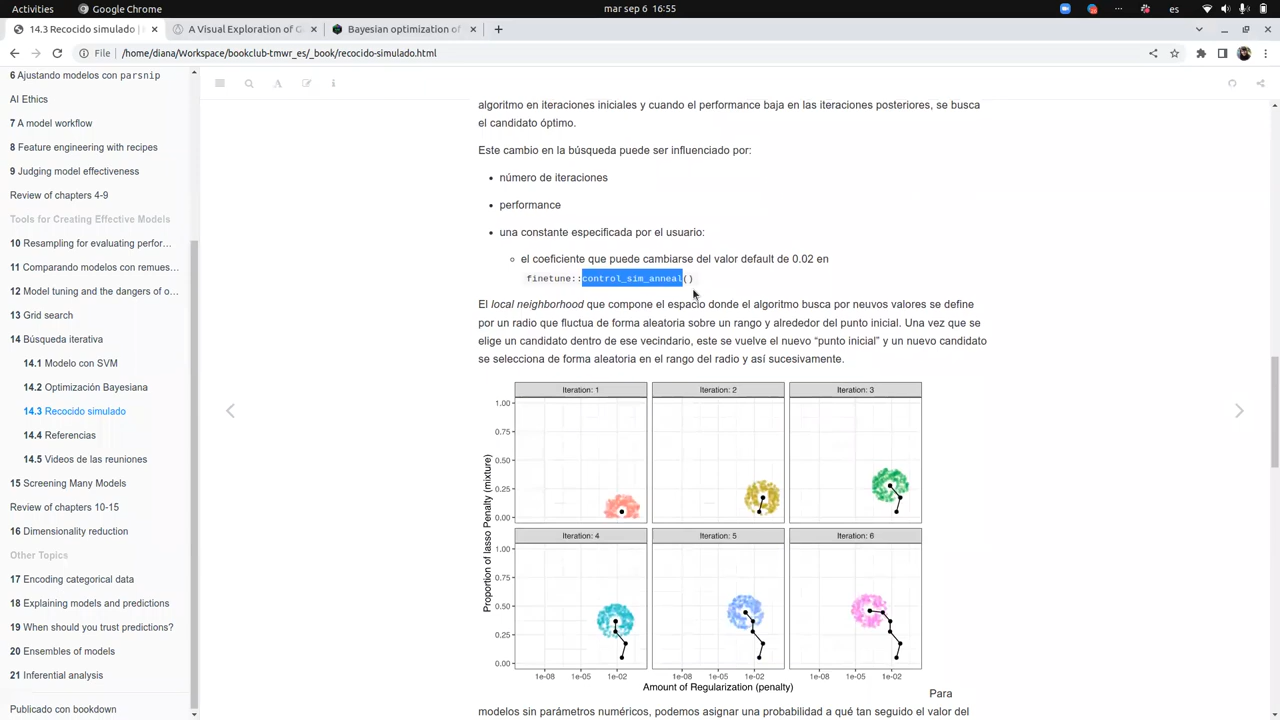 Activities
Google Chrome
mar sep 6 16:55
es
14.3 Recocido simulado |
A Visual Exploration of G
Bayesian optimization of
File
/home/diana/Workspace/bookclub-tmwr_es/_book/recocido-simulado.html
6 Ajustando modelos con parsnip
AI Ethics
7 A model workflow
8 Feature engineering with recipes
9 Judging model effectiveness
Review of chapters 4-9
Tools for Creating Effective Models
10 Resampling for evaluating perfor…
11 Comparando modelos con remues…
12 Model tuning and the dangers of o…
13 Grid search
14 Búsqueda iterativa
14.1 Modelo con SVM
14.2 Optimización Bayesiana
14.3 Recocido simulado
14.4 Referencias
14.5 Videos de las reuniones
15 Screening Many Models
Review of chapters 10-15
16 Dimensionality reduction
Other Topics
17 Encoding categorical data
18 Explaining models and predictions
19 When should you trust predictions?
20 Ensembles of models
21 Inferential analysis
Publicado con bookdown
algoritmo en iteraciones iniciales y cuando el performance baja en las iteraciones posteriores, se busca
el candidato óptimo.
Este cambio en la búsqueda puede ser influenciado por:
• número de iteraciones
• performance
• una constante especificada por el usuario:
el coeficiente que puede cambiarse del valor default de 0.02 en
finetune::control_sim_anneal()
El local neighborhood que compone el espacio donde el algoritmo busca por neuvos valores se define
por un radio que fluctua de forma aleatoria sobre un rango y alrededor del punto inicial. Una vez que se
elige un candidato dentro de ese vecindario, este se vuelve el nuevo “punto inicial” y un nuevo candidato
se selecciona de forma aleatoria en el rango del radio y así sucesivamente.
Iteration: 1 Iteration: 2 Iteration: 3
1.00
0.75
0.50
0.25
0.00
Iteration: 4 Iteration: 5 Iteration: 6
1.00
0.75
0.50
0.25
0.00
Proportion of lasso Penalty (mixture)
1e-08 1e-05 1e-02 1e-08 1e-05 1e-02 1e-08 1e-05 1e-02
Amount of Regularization (penalty)
Para
modelos sin parámetros numéricos, podemos asignar una probabilidad a qué tan seguido el valor del